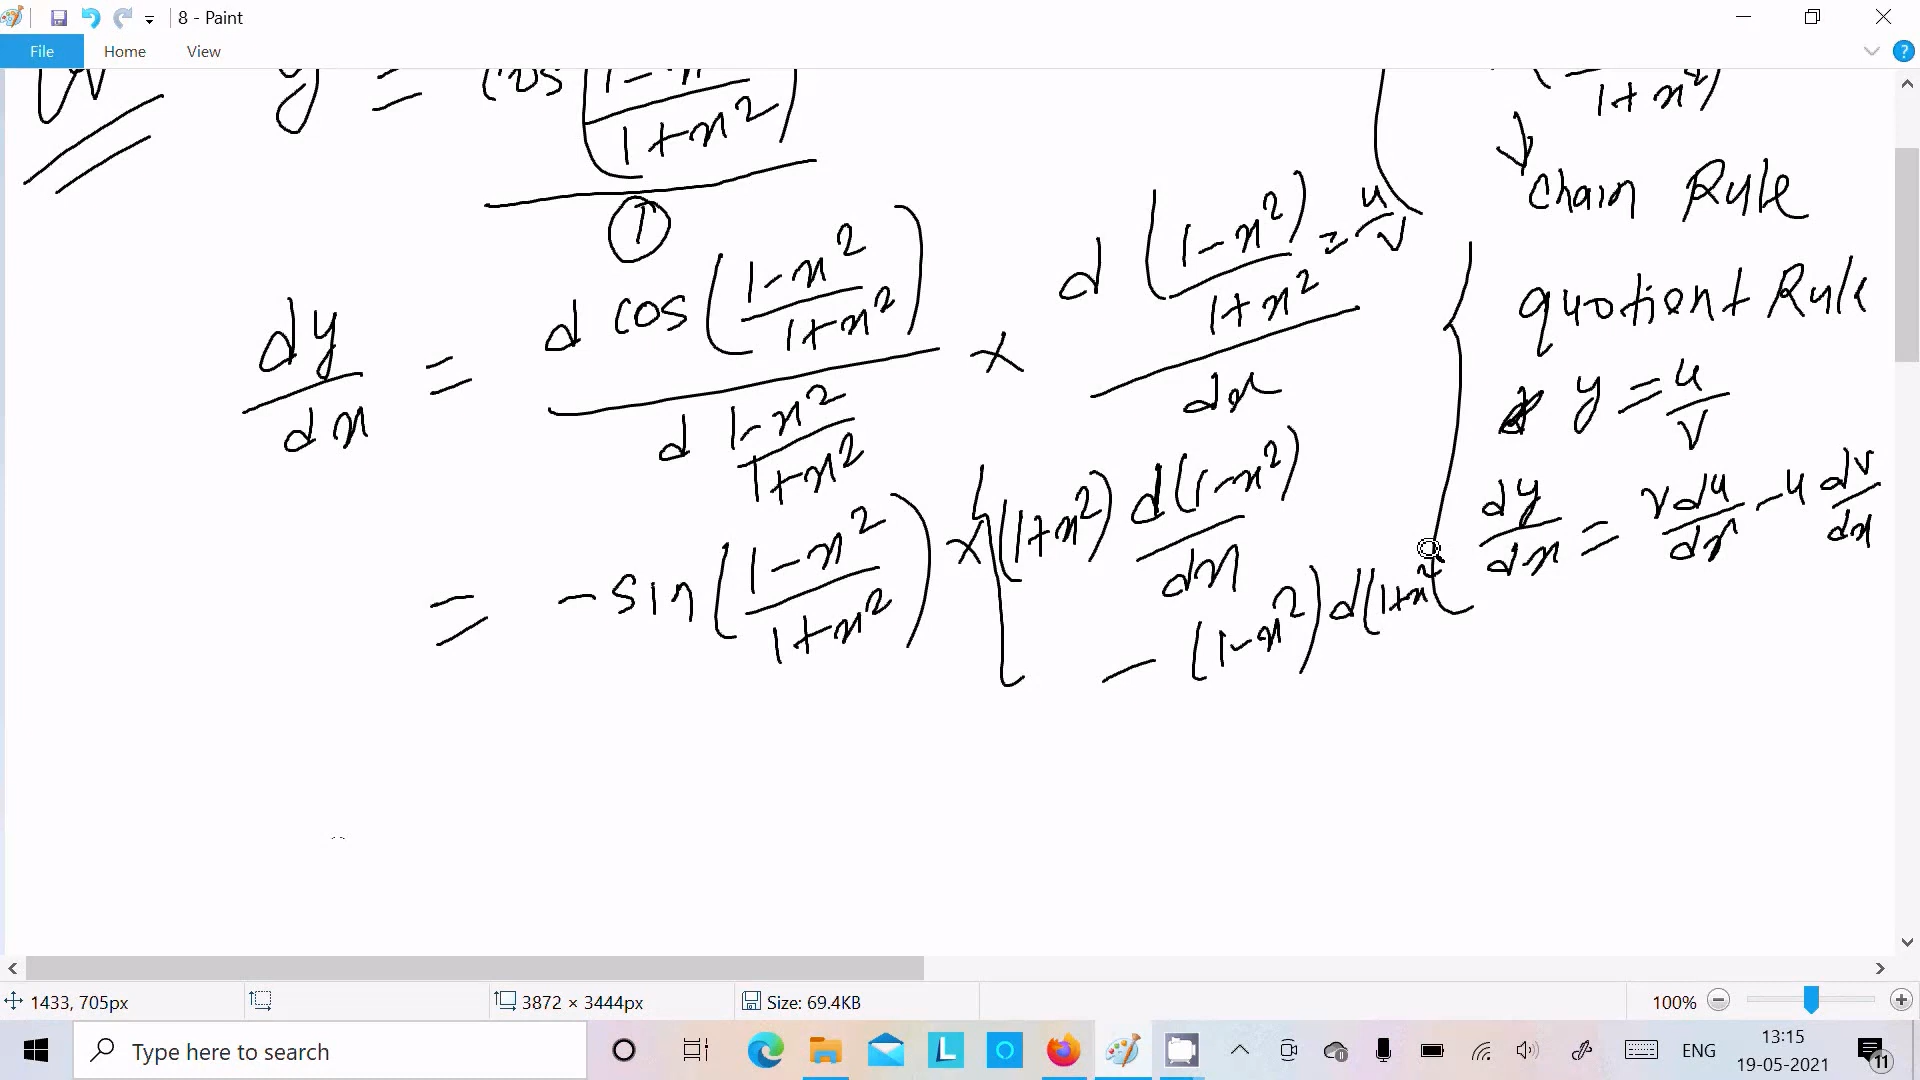 8 - Paint
File Home View
y = cos (1-x / 1+x²)
1+x²)
↓
chain Rule
①
dy/dx = d cos (1-x²/1+x²) / d 1-x²/1+x² × d (1-x²/1+x²) = u/v / dx
quotient Rule
y = u/v
dy/dx = v du/dx - u dv/dx
= - sin (1-x²/1+x²) × {(1+x²) d(1-x²)/dx
- (1-x²) d(1+x²
1433, 705px
3872 × 3444px
Size: 69.4KB
100%
Type here to search
ENG
13:15
19-05-2021
11